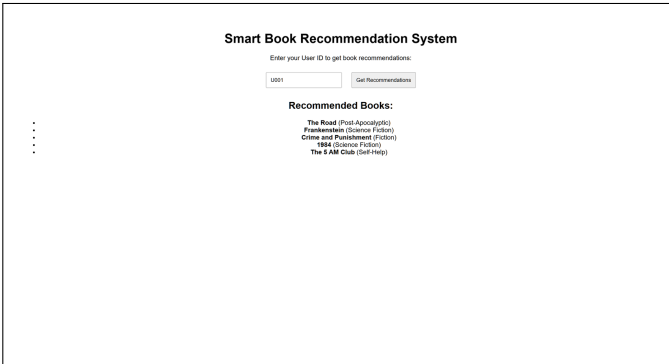 Smart Book Recommendation System
Enter your User ID to get book recommendations:
U001
Get Recommendations
Recommended Books:
• The Road (Post-Apocalyptic)
• Frankenstein (Science Fiction)
• Crime and Punishment (Fiction)
• 1984 (Science Fiction)
• The 5 AM Club (Self-Help)